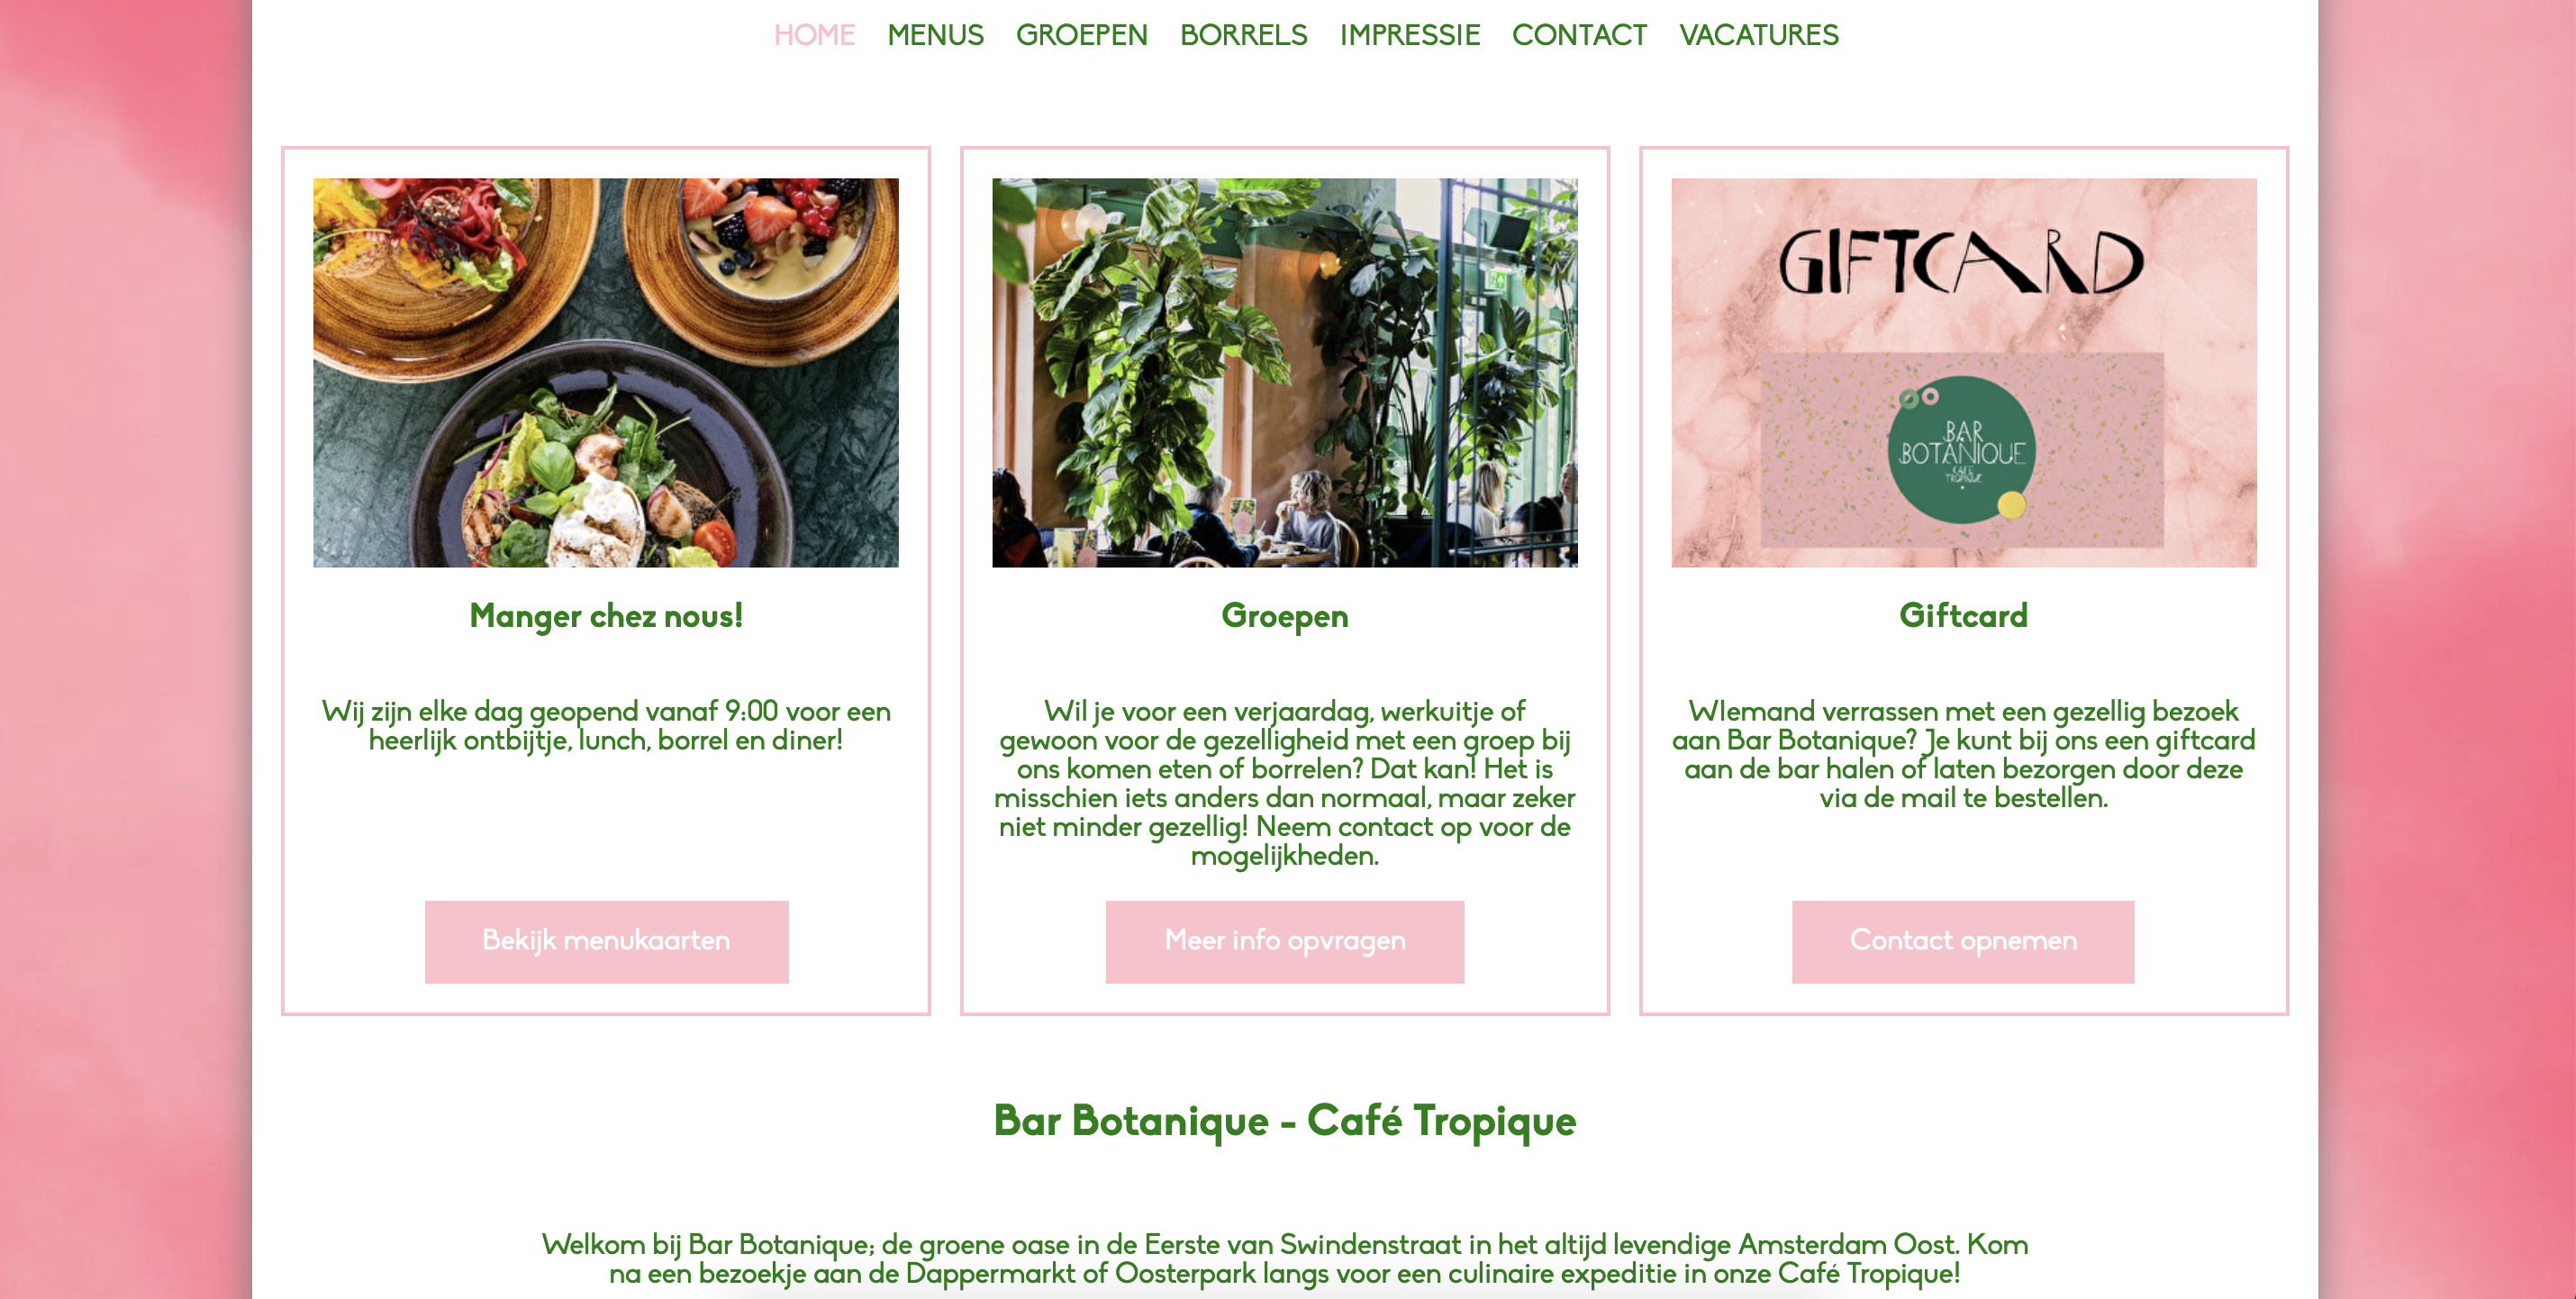 HOME MENUS GROEPEN BORRELS IMPRESSIE CONTACT VACATURES
GIFTCARD
BAR
BOTANIQUE
CAFÉ
TROPIQUE
Manger chez nous!
Wij zijn elke dag geopend vanaf 9:00 voor een
heerlijk ontbijtje, lunch, borrel en diner!
Bekijk menukaarten
Groepen
Wil je voor een verjaardag, werkuitje of
gewoon voor de gezelligheid met een groep bij
ons komen eten of borrelen? Dat kan! Het is
misschien iets anders dan normaal, maar zeker
niet minder gezellig! Neem contact op voor de
mogelijkheden.
Meer info opvragen
Giftcard
WIemand verrassen met een gezellig bezoek
aan Bar Botanique? Je kunt bij ons een giftcard
aan de bar halen of laten bezorgen door deze
via de mail te bestellen.
Contact opnemen
Bar Botanique - Café Tropique
Welkom bij Bar Botanique; de groene oase in de Eerste van Swindenstraat in het altijd levendige Amsterdam Oost. Kom
na een bezoekje aan de Dappermarkt of Oosterpark langs voor een culinaire expeditie in onze Café Tropique!